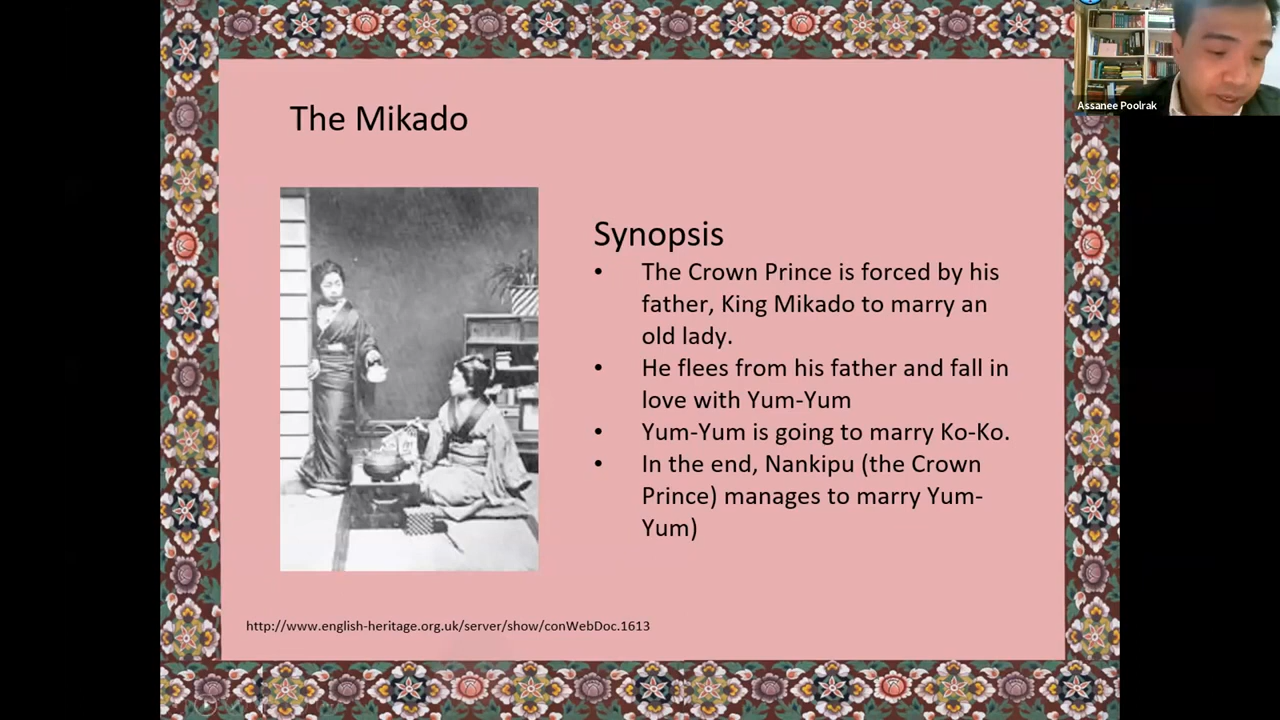 The Mikado
Assanee Poolrak
Synopsis
• The Crown Prince is forced by his
father, King Mikado to marry an
old lady.
• He flees from his father and fall in
love with Yum-Yum
• Yum-Yum is going to marry Ko-Ko.
• In the end, Nankipu (the Crown
Prince) manages to marry Yum-
Yum)
http://www.english-heritage.org.uk/server/show/conWebDoc.1613